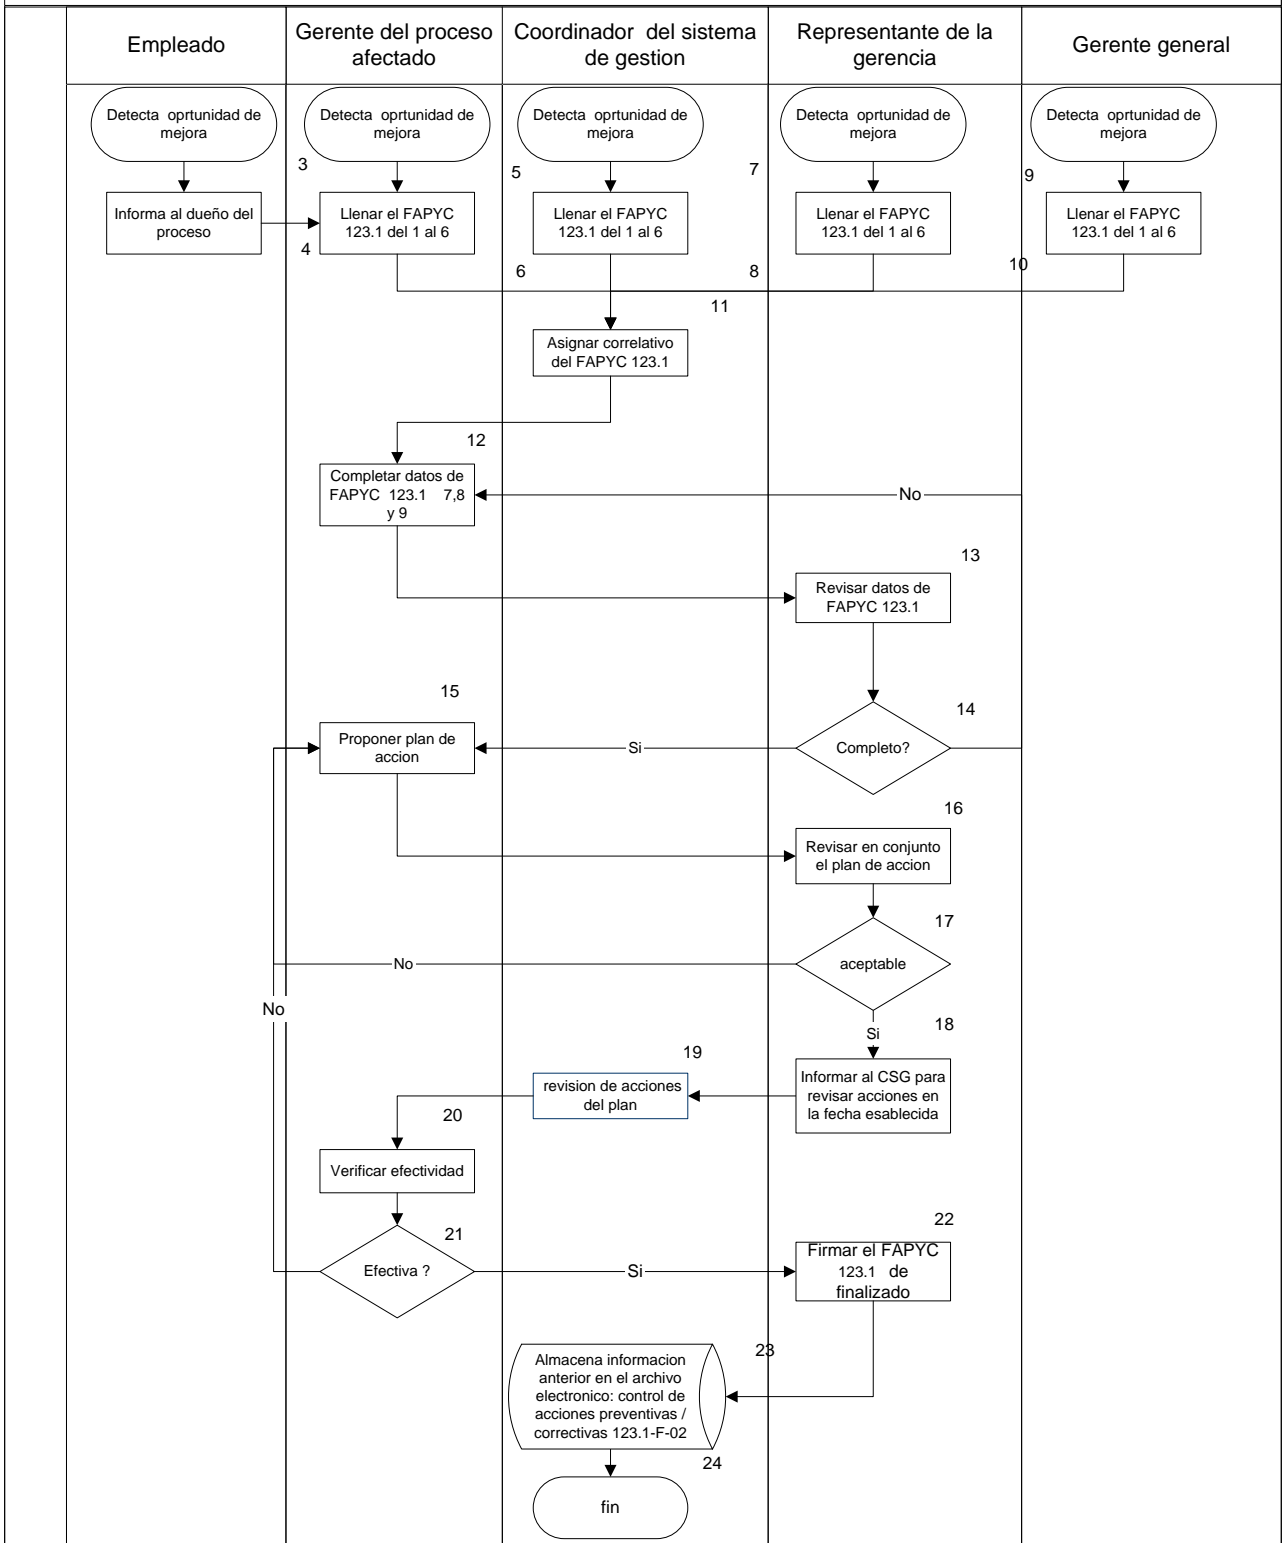 Empleado
Gerente del proceso
afectado
Coordinador del sistema
de gestion
Representante de la
gerencia
Gerente general
Detecta oprtunidad de
mejora
Detecta oprtunidad de
mejora
Detecta oprtunidad de
mejora
Detecta oprtunidad de
mejora
Detecta oprtunidad de
mejora
3
5
7
9
Informa al dueño del
proceso
Llenar el FAPYC
123.1 del 1 al 6
Llenar el FAPYC
123.1 del 1 al 6
Llenar el FAPYC
123.1 del 1 al 6
Llenar el FAPYC
123.1 del 1 al 6
4
6
8
10
11
Asignar correlativo
del FAPYC 123.1
12
Completar datos de
FAPYC 123.1 7,8
y 9
No
13
Revisar datos de
FAPYC 123.1
15
14
Proponer plan de
accion
Si
Completo?
16
Revisar en conjunto
el plan de accion
17
No
aceptable
No
Si
18
19
revision de acciones
del plan
Informar al CSG para
revisar acciones en
la fecha esablecida
20
Verificar efectividad
21
22
Efectiva ?
Si
Firmar el FAPYC
123.1 de
finalizado
23
Almacena informacion
anterior en el archivo
electronico: control de
acciones preventivas /
correctivas 123.1-F-02
24
fin